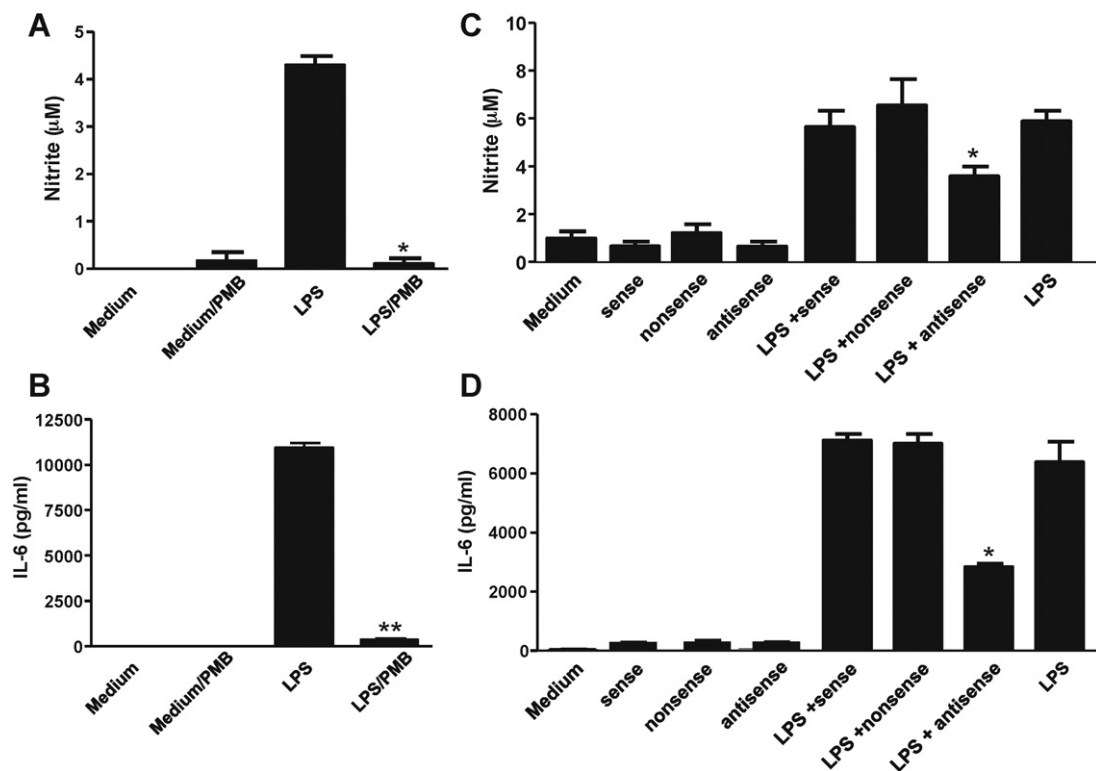 A
Nitrite (μM)
5
4
3
2
1
0
*
Medium
Medium/PMB
LPS
LPS/PMB
B
IL-6 (pg/ml)
12500
10000
7500
5000
2500
0
**
Medium
Medium/PMB
LPS
LPS/PMB
C
Nitrite (μM)
10
8
6
4
2
0
*
Medium
sense
nonsense
antisense
LPS +sense
LPS +nonsense
LPS + antisense
LPS
D
IL-6 (pg/ml)
8000
6000
4000
2000
0
*
Medium
sense
nonsense
antisense
LPS +sense
LPS +nonsense
LPS + antisense
LPS